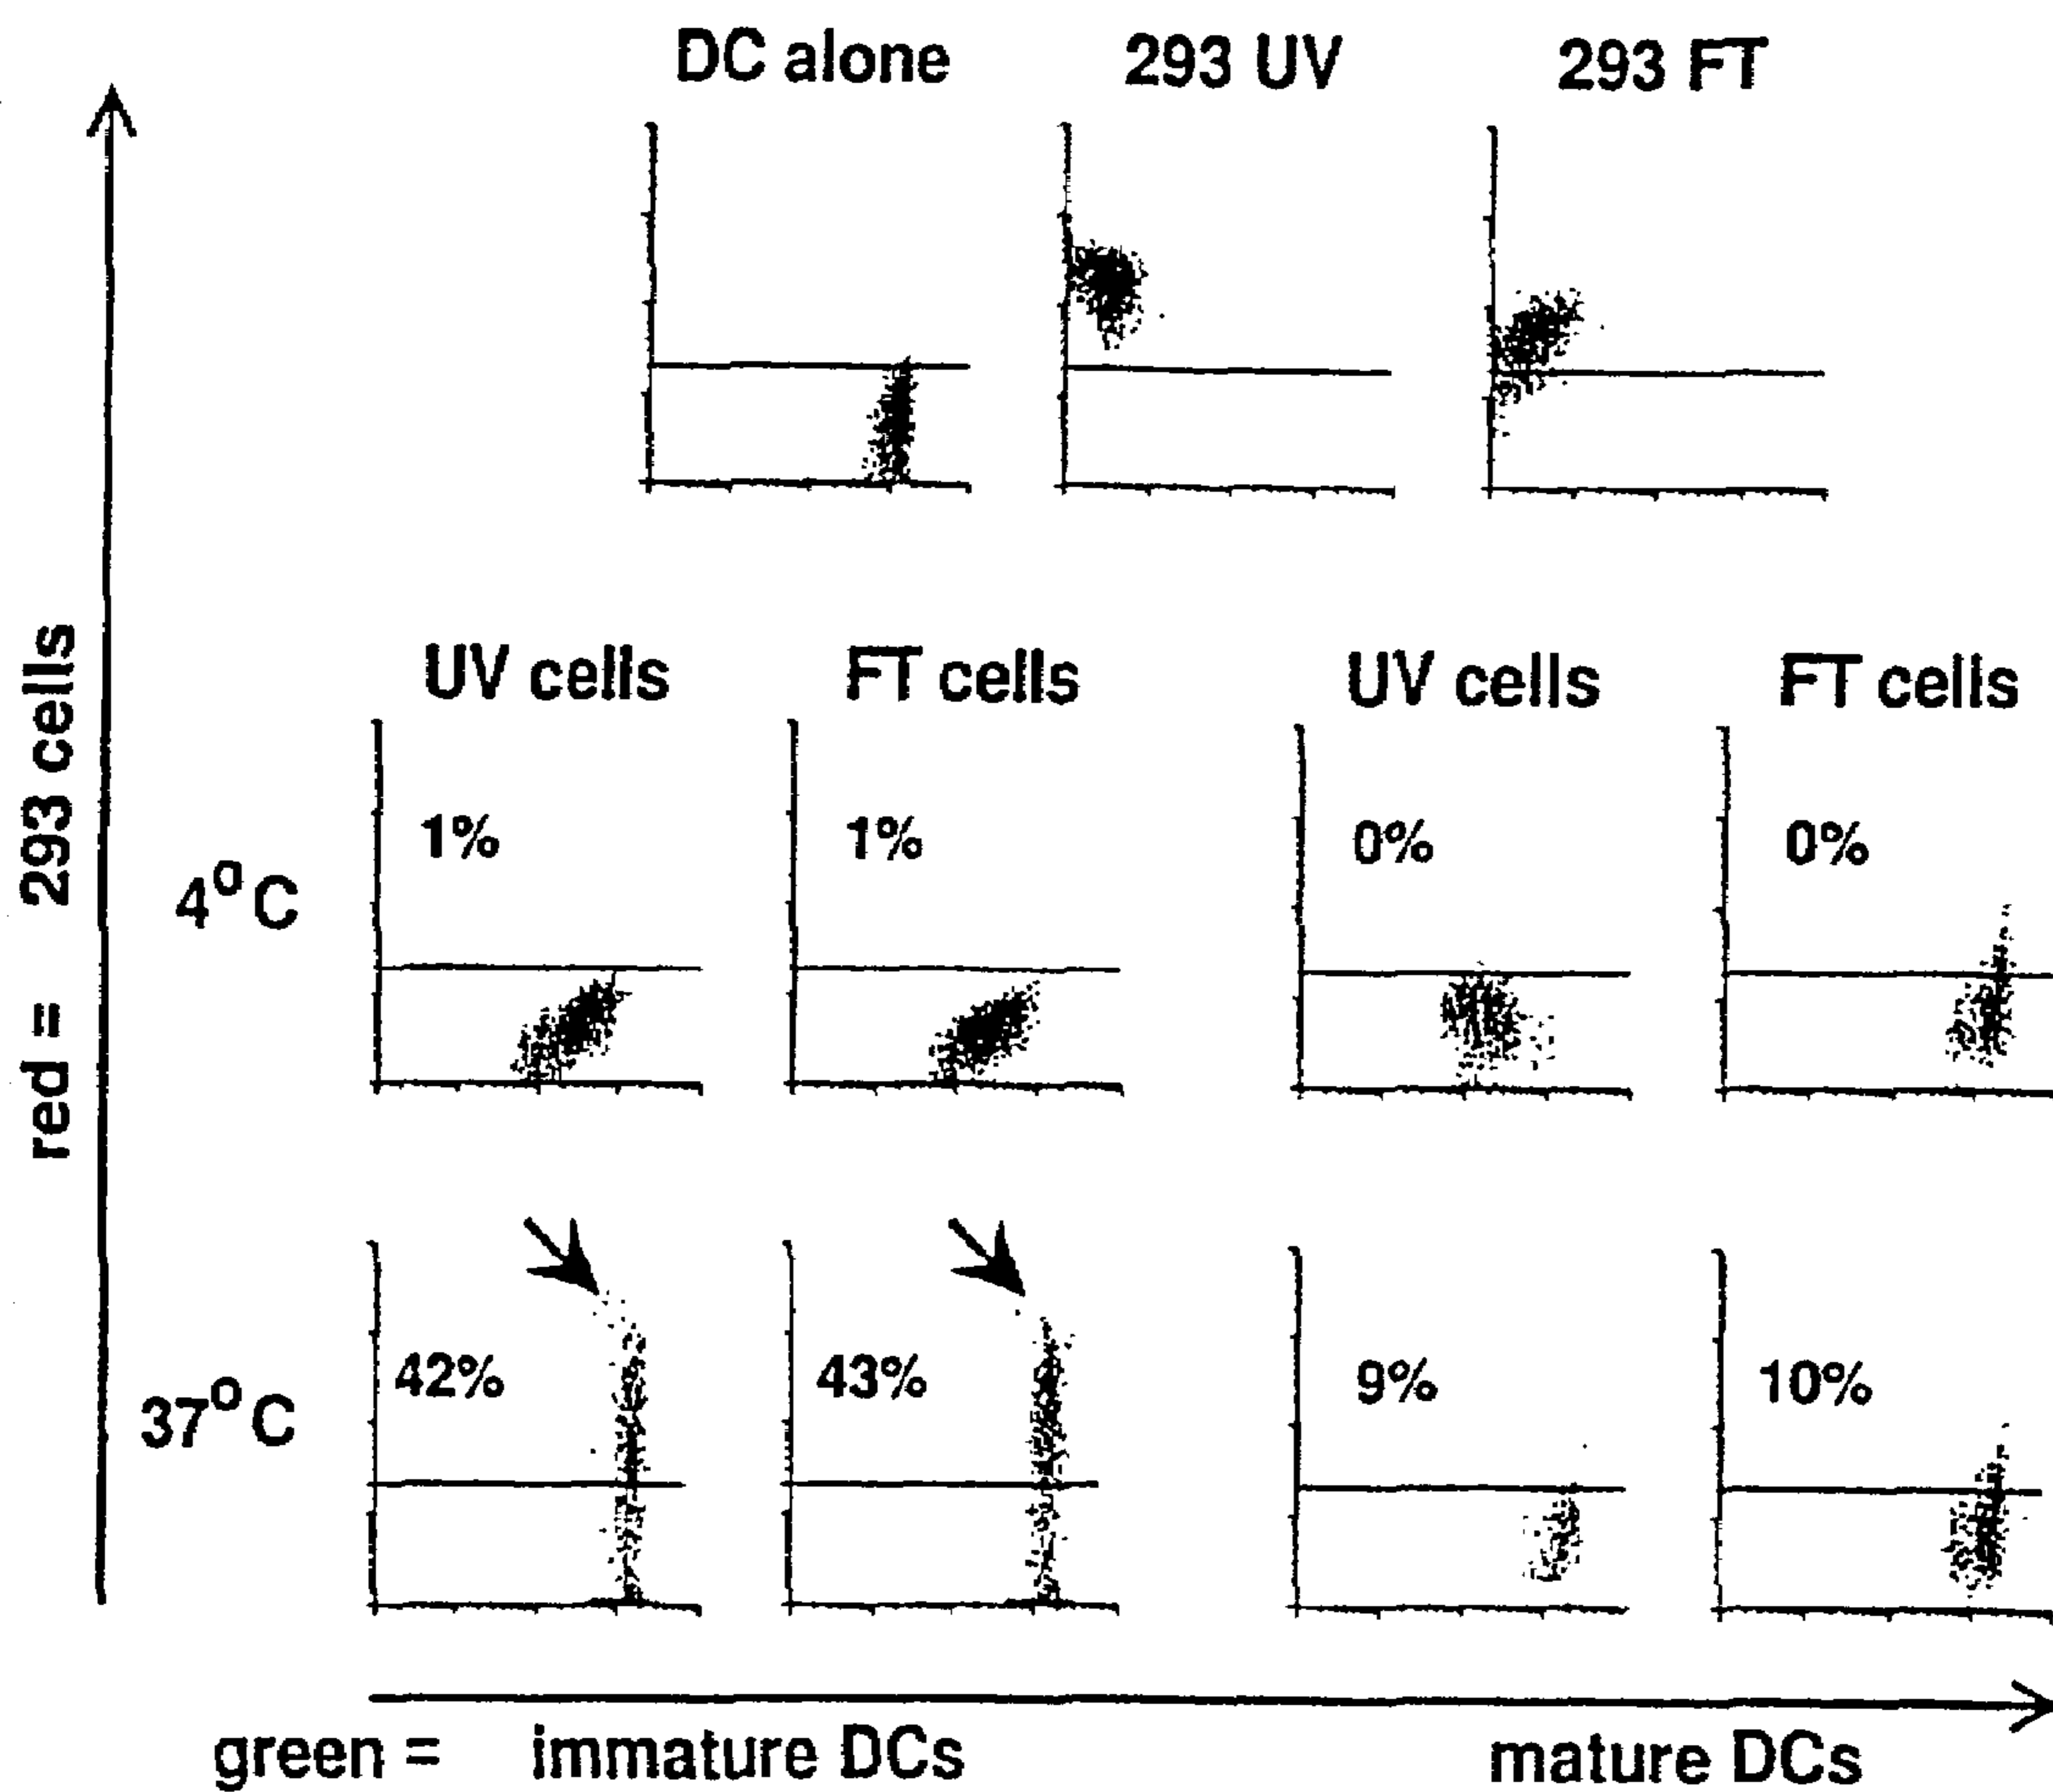 DC alone 293 UV 293 FT
red = 293 cells
UV cells FT cells UV cells FT cells
4°C 1% 1% 0% 0%
37°C 42% 43% 9% 10%
green = immature DCs mature DCs